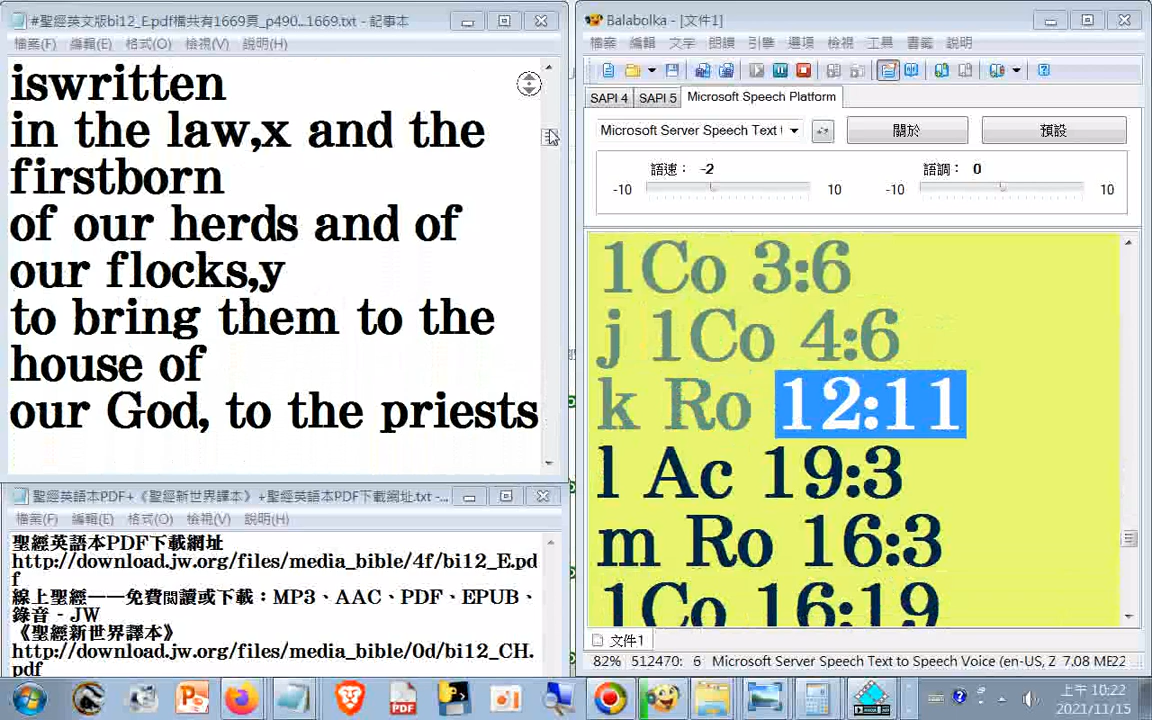 #聖經英文版bi12_E.pdf檔共有1669頁_p490...1669.txt - 記事本
檔案(F) 編輯(E) 格式(O) 檢視(V) 說明(H)
iswritten
in the law,x and the
firstborn
of our herds and of
our flocks,y
to bring them to the
house of
our God, to the priests
聖經英語本PDF+《聖經新世界譯本》+聖經英語本PDF下載網址.txt -...
檔案(F) 編輯(E) 格式(O) 檢視(V) 說明(H)
聖經英語本PDF下載網址
http://download.jw.org/files/media_bible/4f/bi12_E.pd
f
線上聖經——免費閱讀或下載：MP3、AAC、PDF、EPUB、
錄音 - JW
《聖經新世界譯本》
http://download.jw.org/files/media_bible/0d/bi12_CH.
pdf
Balabolka - [文件1]
檔案 編輯 文字 朗讀 引擎 選項 檢視 工具 書籤 說明
SAPI 4 SAPI 5 Microsoft Speech Platform
Microsoft Server Speech Text
關於 預設
語速： -2 語調： 0
-10 10 -10 10
1Co 3:6
j 1Co 4:6
k Ro 12:11
l Ac 19:3
m Ro 16:3
1Co 16:19
文件1
82% 512470: 6 Microsoft Server Speech Text to Speech Voice (en-US, Z 7.08 ME22
PDF
上午 10:22
2021/11/15